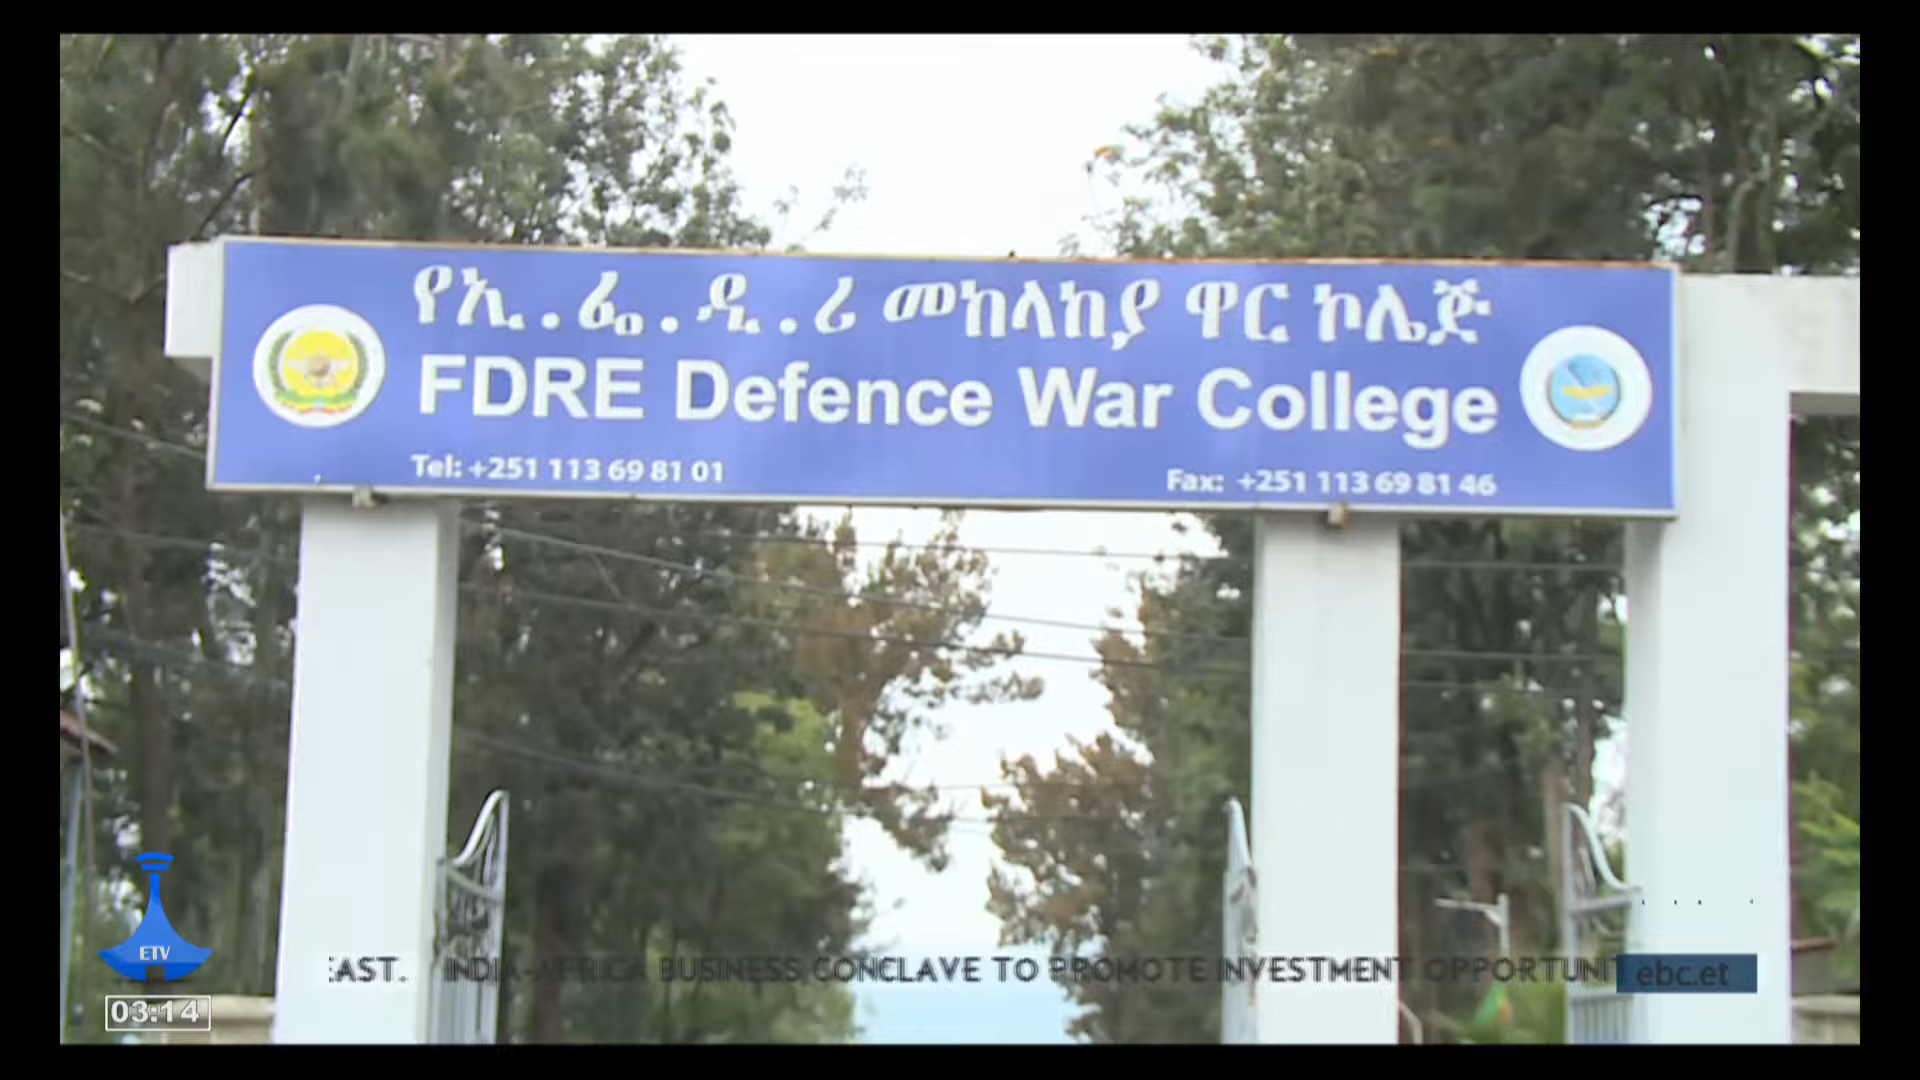 የኢ.ፌ.ዲ.ሪ መከላከያ ዋር ኮሌጅ
FDRE Defence War College
Tel: +251 113 69 81 01
Fax: +251 113 69 81 46
ETV
03:14
EAST. INDIA-AFRICA BUSINESS CONCLAVE TO PROMOTE INVESTMENT OPPORTUNI
ebc.et